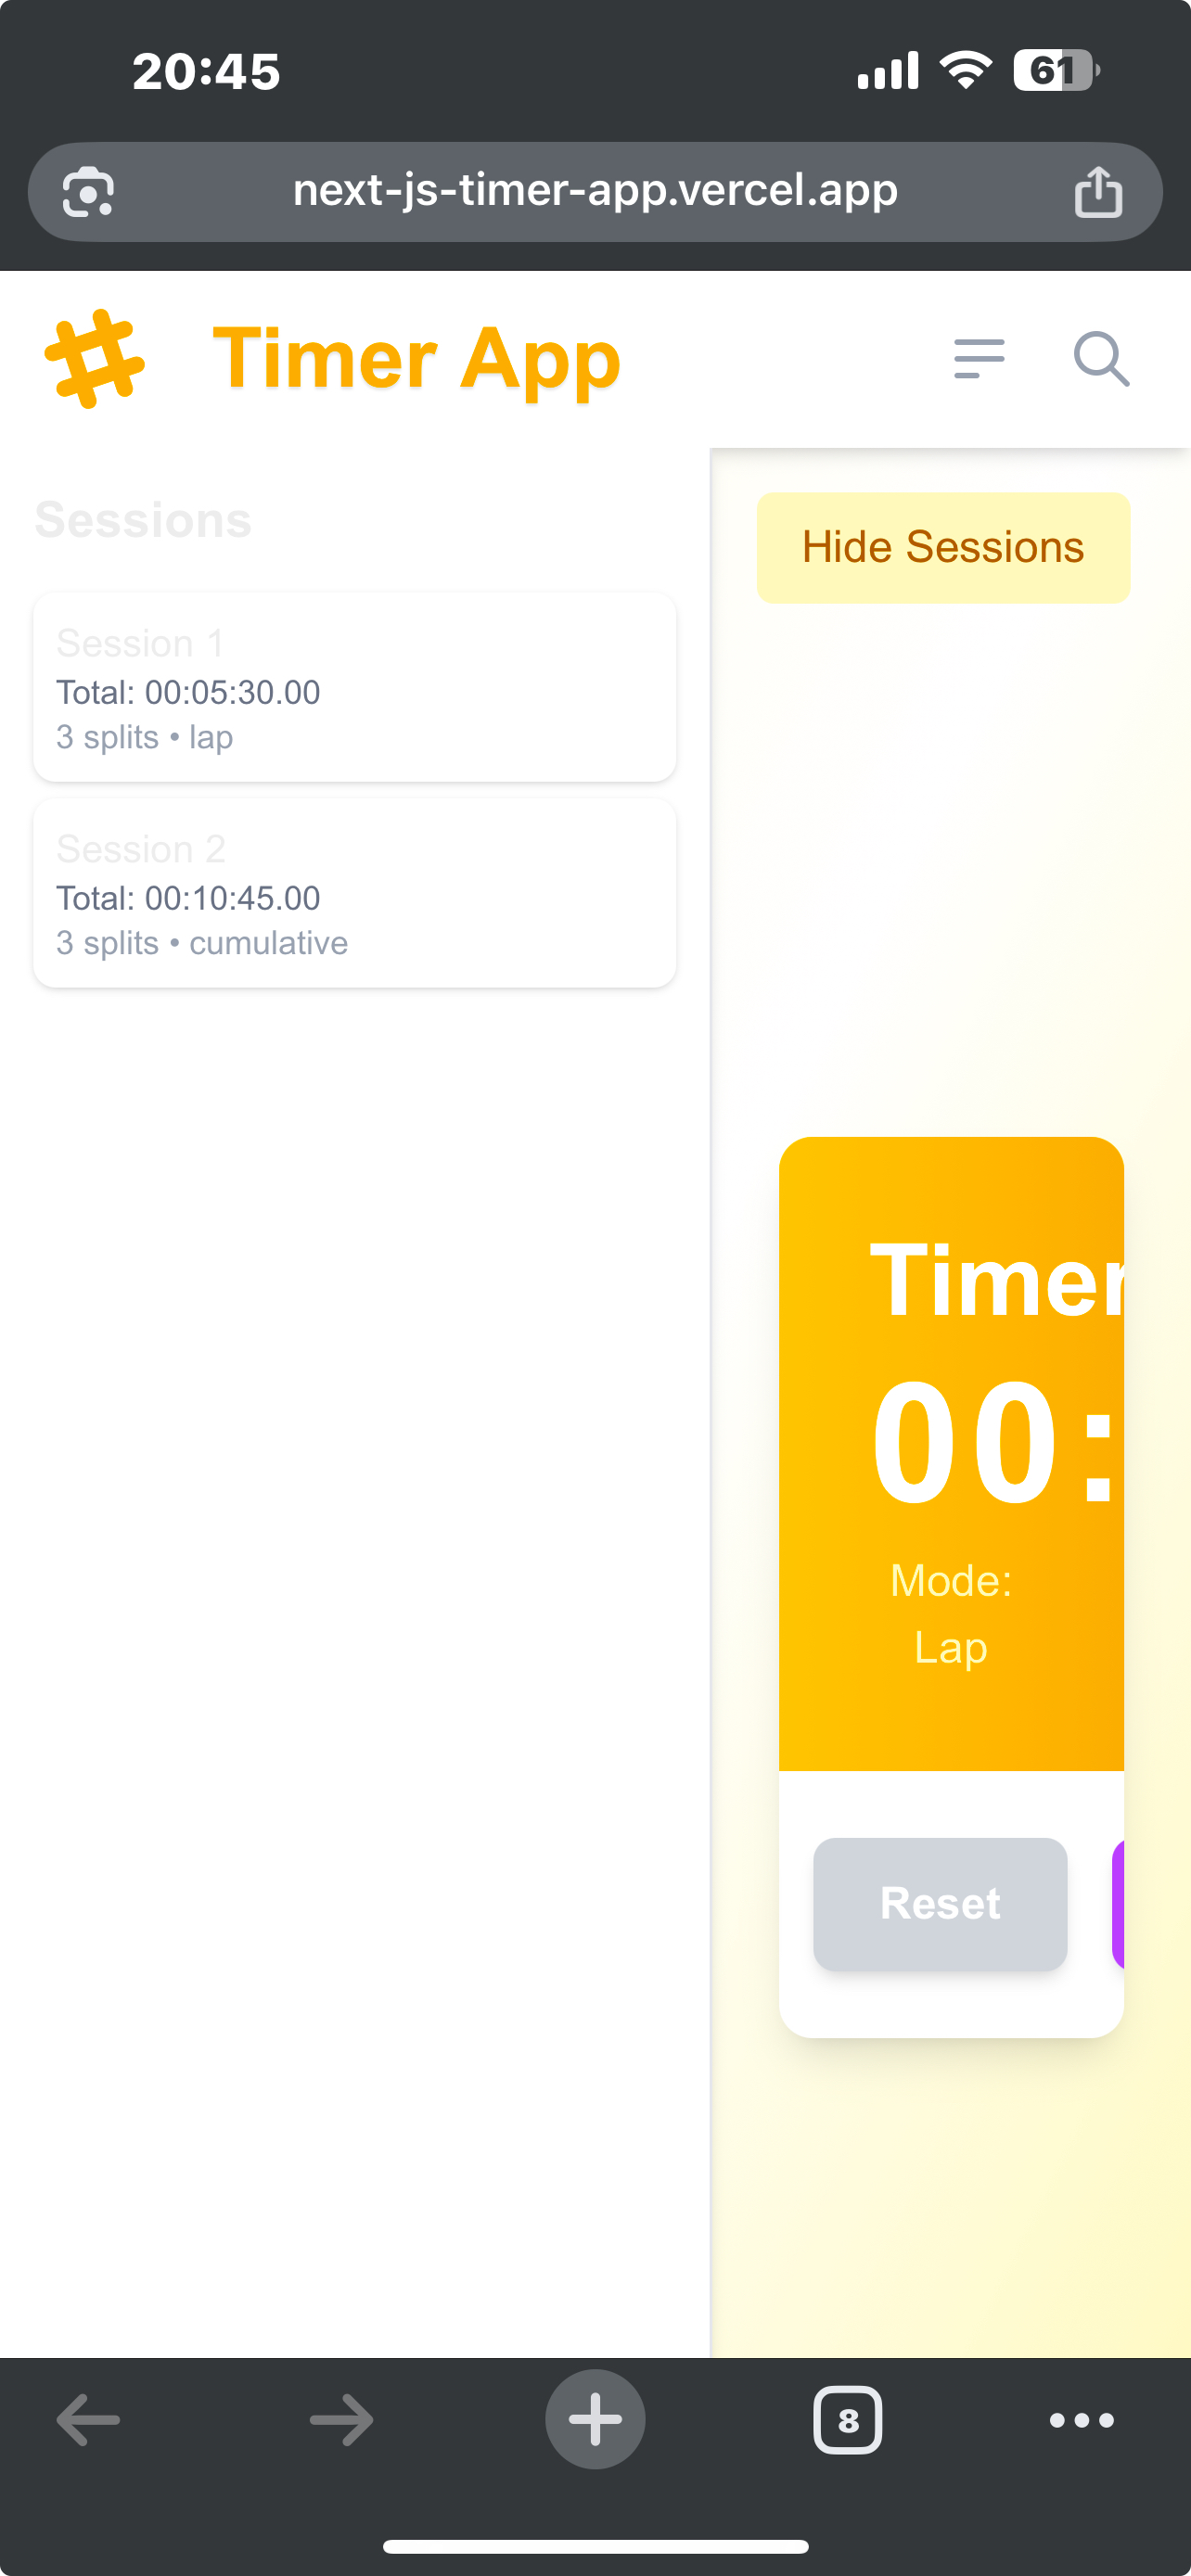 20:45
61
next-js-timer-app.vercel.app
Timer App
Sessions
Hide Sessions
Session 1
Total: 00:05:30.00
3 splits • lap
Session 2
Total: 00:10:45.00
3 splits • cumulative
Timer
00:
Mode:
Lap
Reset
8